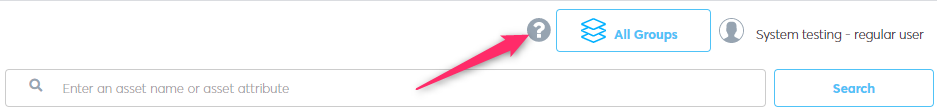 ? All Groups System testing - regular user
Enter an asset name or asset attribute Search